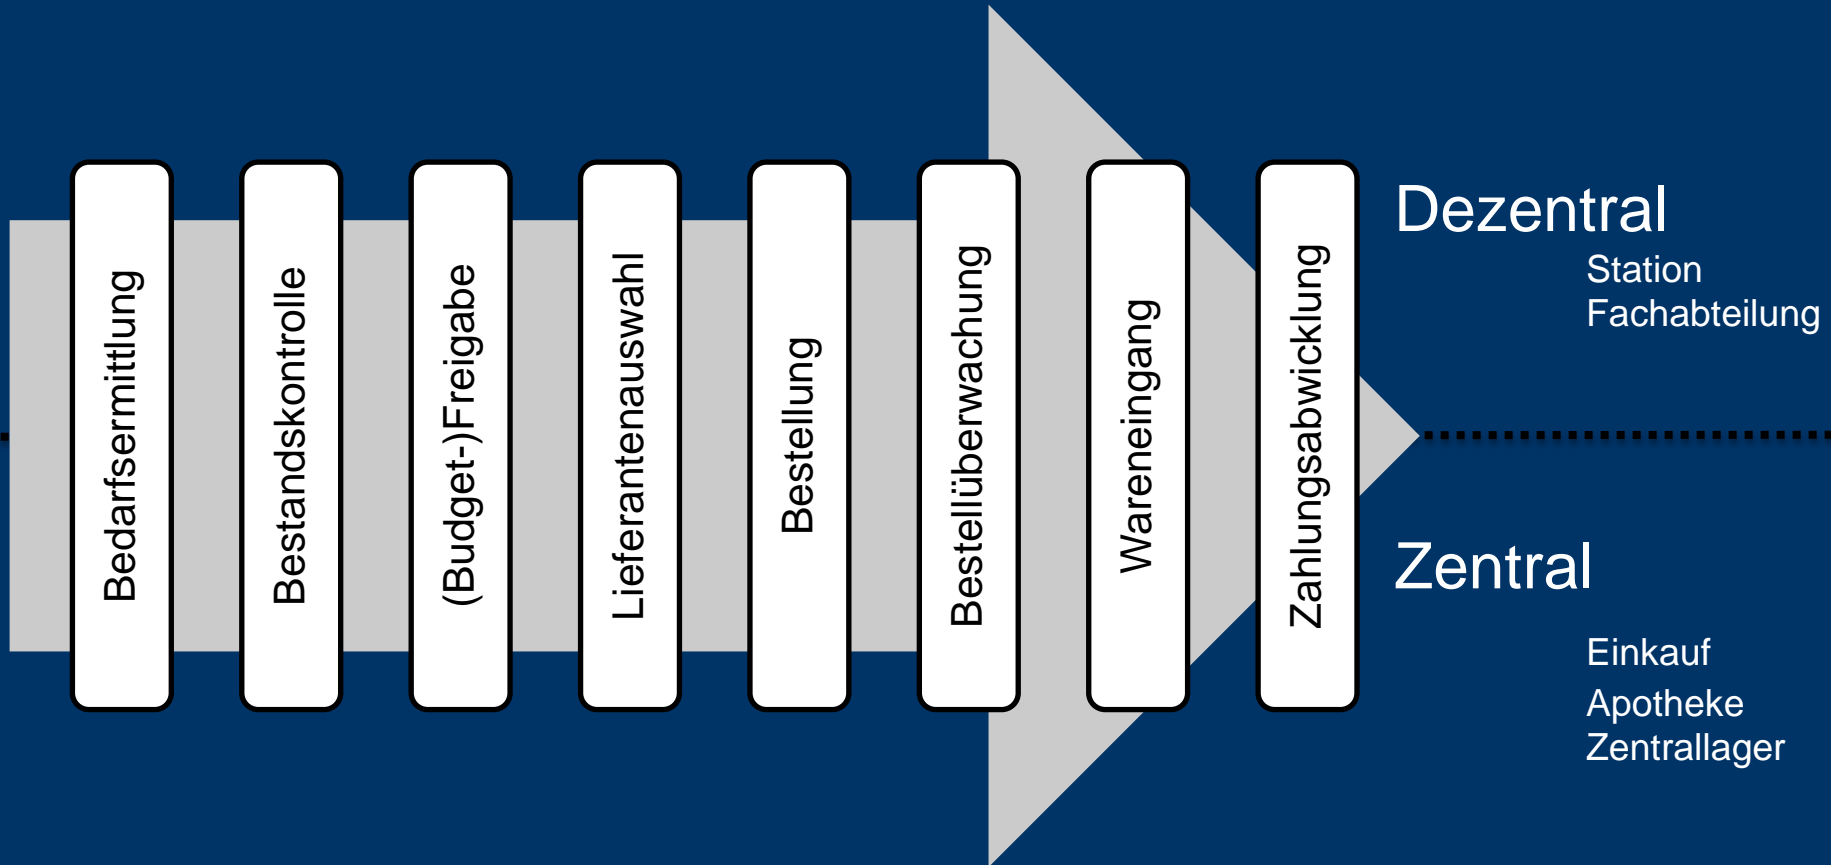 Bedarfsermittlung
Bestandskontrolle
(Budget-)Freigabe
Lieferantenauswahl
Bestellung
Bestellüberwachung
Wareneingang
Zahlungsabwicklung
Dezentral
Station
Fachabteilung
Zentral
Einkauf
Apotheke
Zentrallager